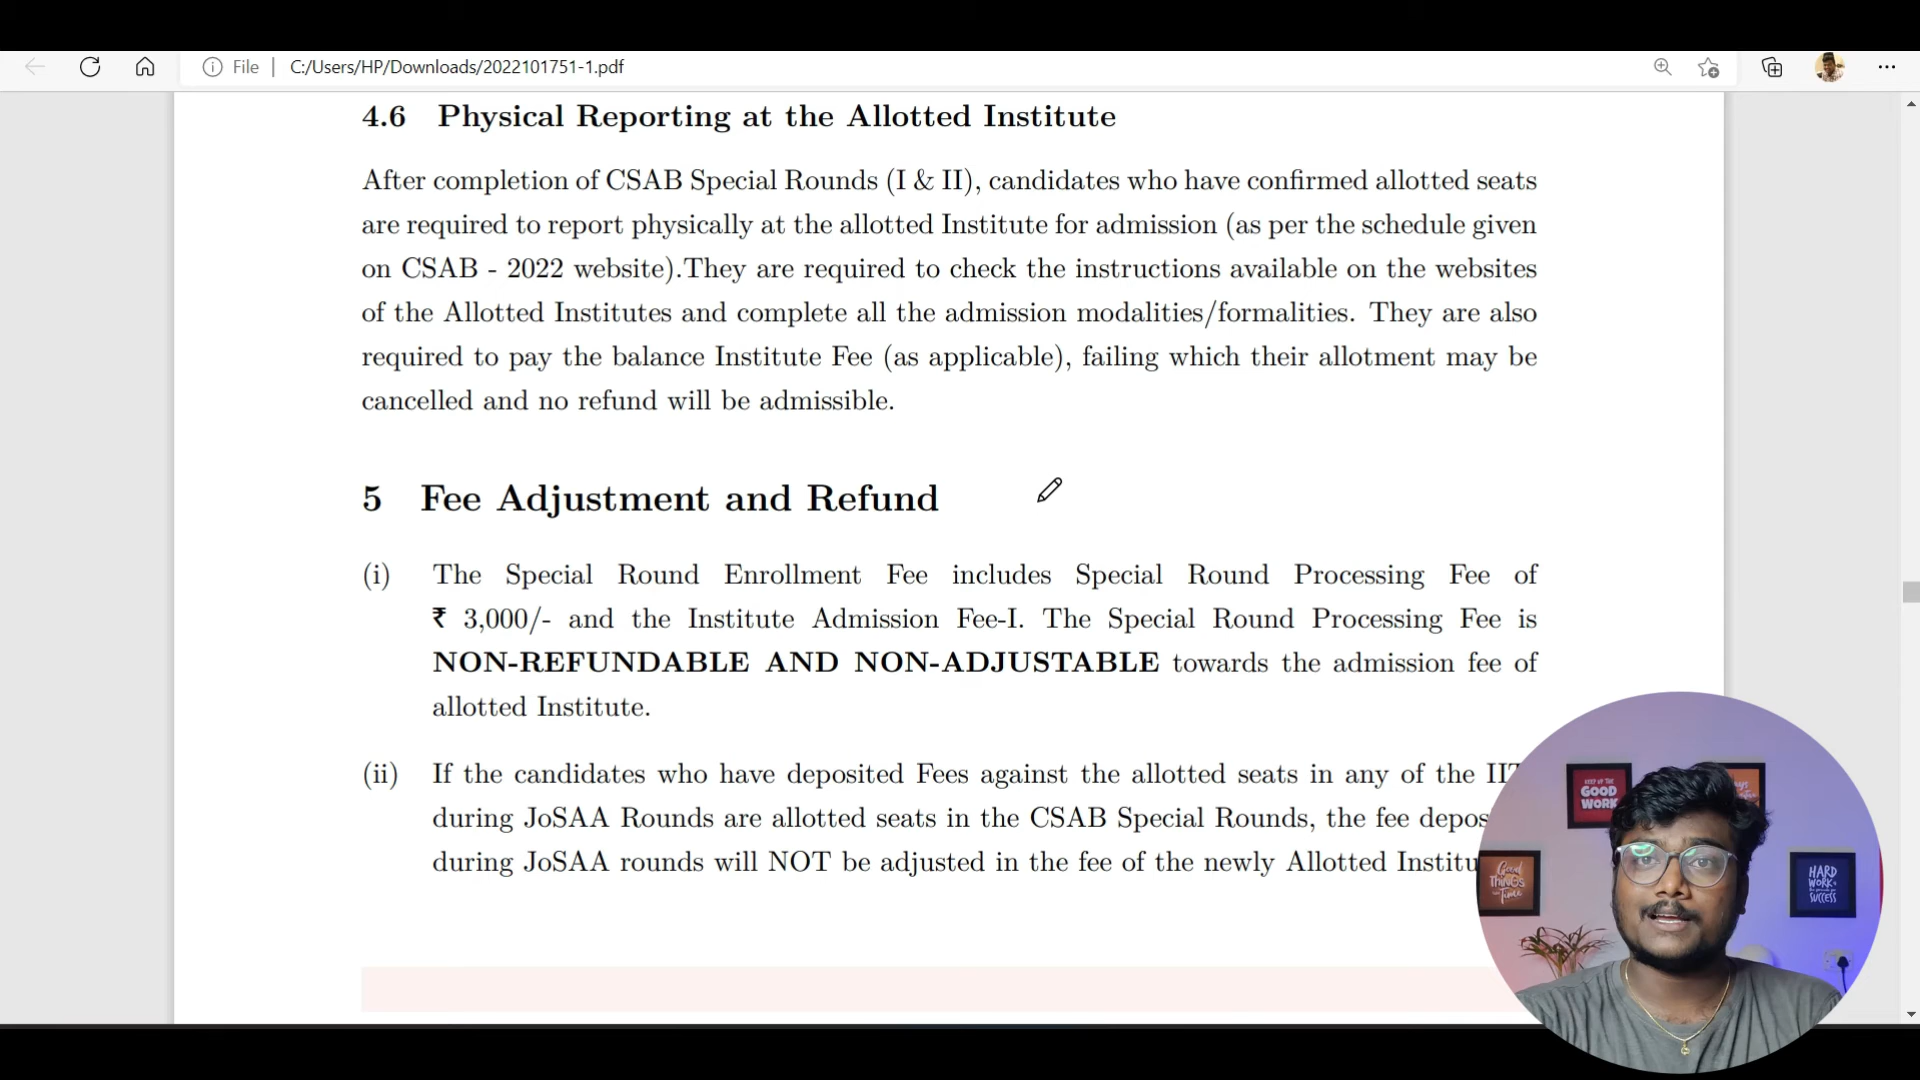 File
C:/Users/HP/Downloads/2022101751-1.pdf
4.6 Physical Reporting at the Allotted Institute
After completion of CSAB Special Rounds (I & II), candidates who have confirmed allotted seats
are required to report physically at the allotted Institute for admission (as per the schedule given
on CSAB - 2022 website).They are required to check the instructions available on the websites
of the Allotted Institutes and complete all the admission modalities/formalities. They are also
required to pay the balance Institute Fee (as applicable), failing which their allotment may be
cancelled and no refund will be admissible.
5 Fee Adjustment and Refund
(i) The Special Round Enrollment Fee includes Special Round Processing Fee of
₹ 3,000/- and the Institute Admission Fee-I. The Special Round Processing Fee is
NON-REFUNDABLE AND NON-ADJUSTABLE towards the admission fee of
allotted Institute.
(ii) If the candidates who have deposited Fees against the allotted seats in any of the
during JoSAA Rounds are allotted seats in the CSAB Special Rounds, the fee
during JoSAA rounds will NOT be adjusted in the fee of the newly Allotted
GOOD
WORK
Good
THINGS
Time
HARD
WORK
SUCCESS